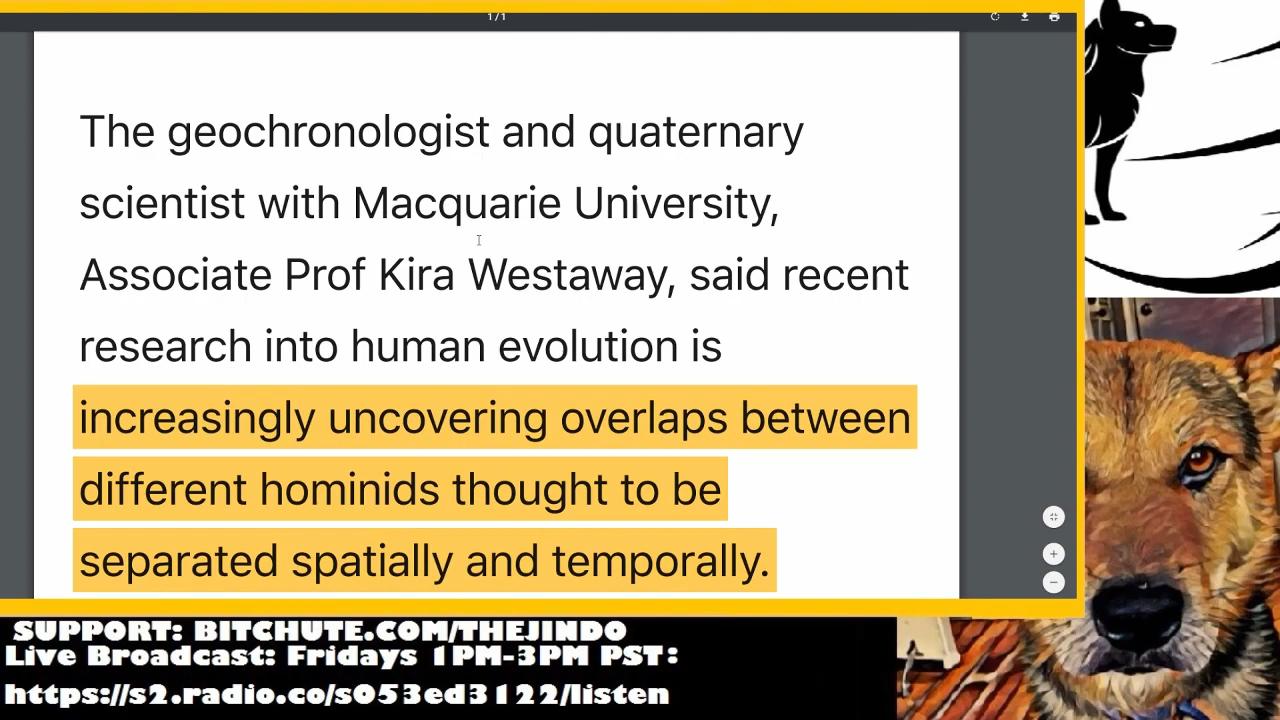 1/1
The geochronologist and quaternary
scientist with Macquarie University,
Associate Prof Kira Westaway, said recent
research into human evolution is
increasingly uncovering overlaps between
different hominids thought to be
separated spatially and temporally.
SUPPORT: BITCHUTE.COM/THEJINDO
Live Broadcast: Fridays 1PM-3PM PST:
https://s2.radio.co/s053ed3122/listen